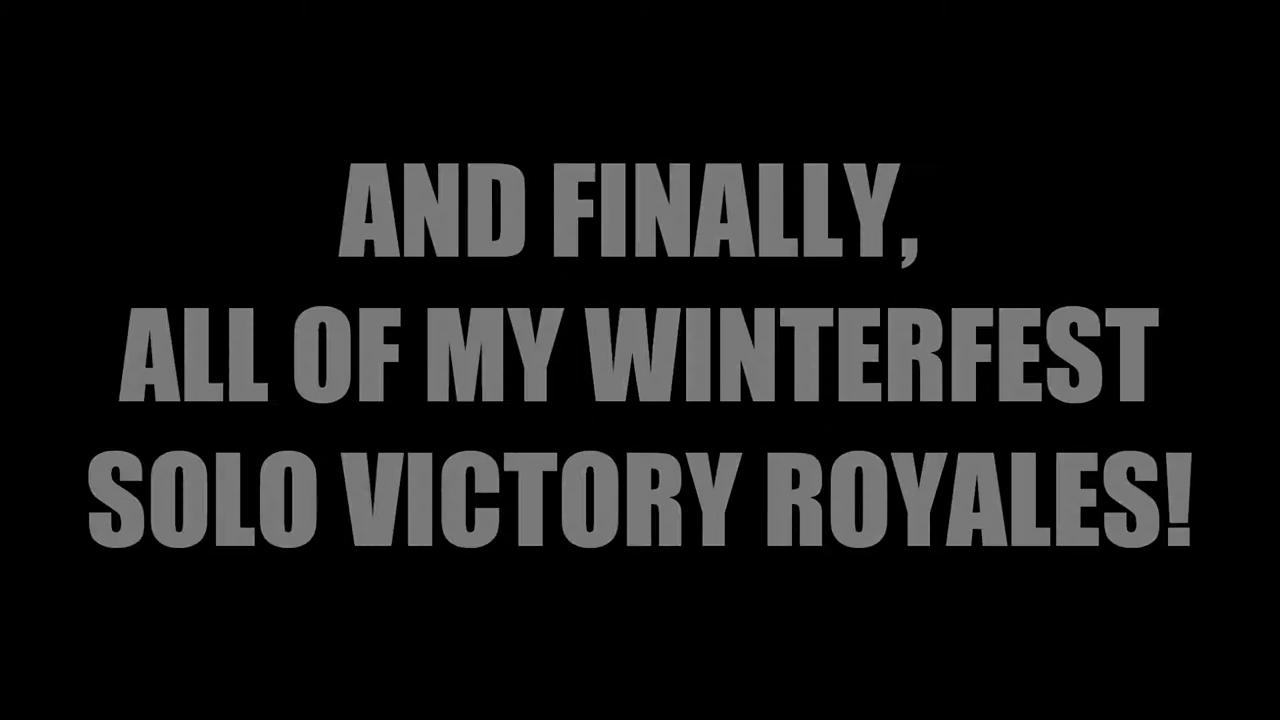 AND FINALLY,
ALL OF MY WINTERFEST
SOLO VICTORY ROYALES!